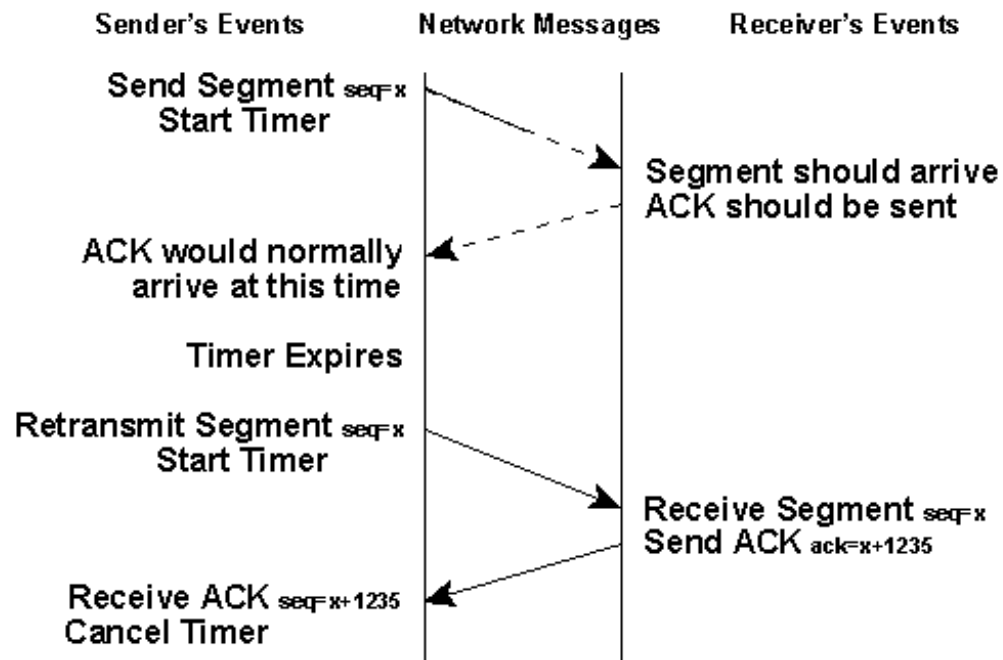 Sender's Events Network Messages Receiver's Events
Send Segment seq=x
Start Timer
Segment should arrive
ACK should be sent
ACK would normally
arrive at this time
Timer Expires
Retransmit Segment seq=x
Start Timer
Receive Segment seq=x
Send ACK ack=x+1235
Receive ACK seq=x+1235
Cancel Timer